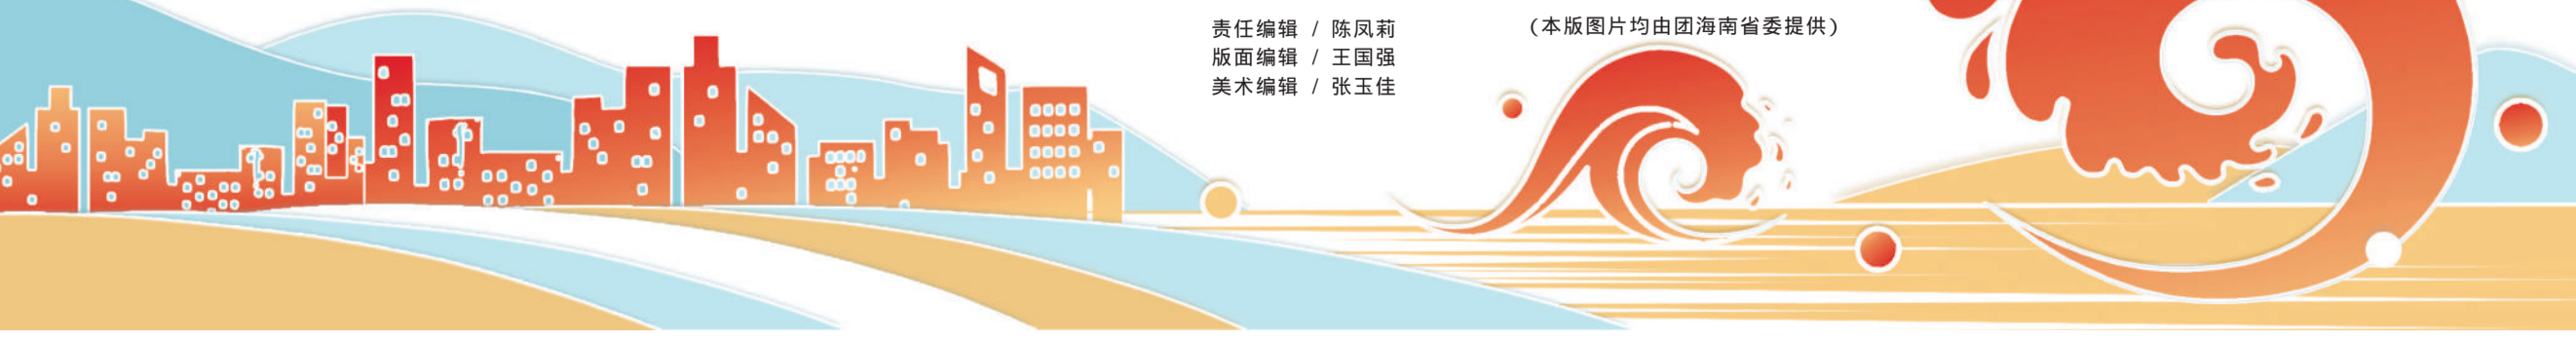 责任编辑 / 陈凤莉
版面编辑 / 王国强
美术编辑 / 张玉佳
(本版图片均由团海南省委提供)